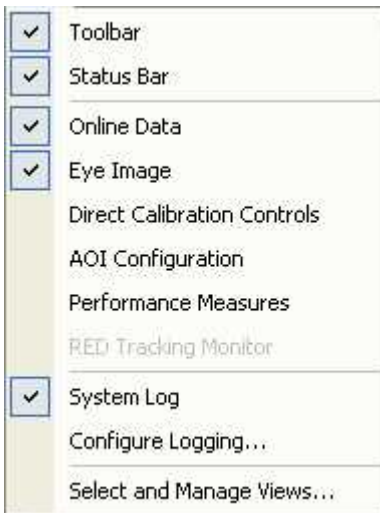 Toolbar
Status Bar
Online Data
Eye Image
Direct Calibration Controls
AOI Configuration
Performance Measures
RED Tracking Monitor
System Log
Configure Logging...
Select and Manage Views...